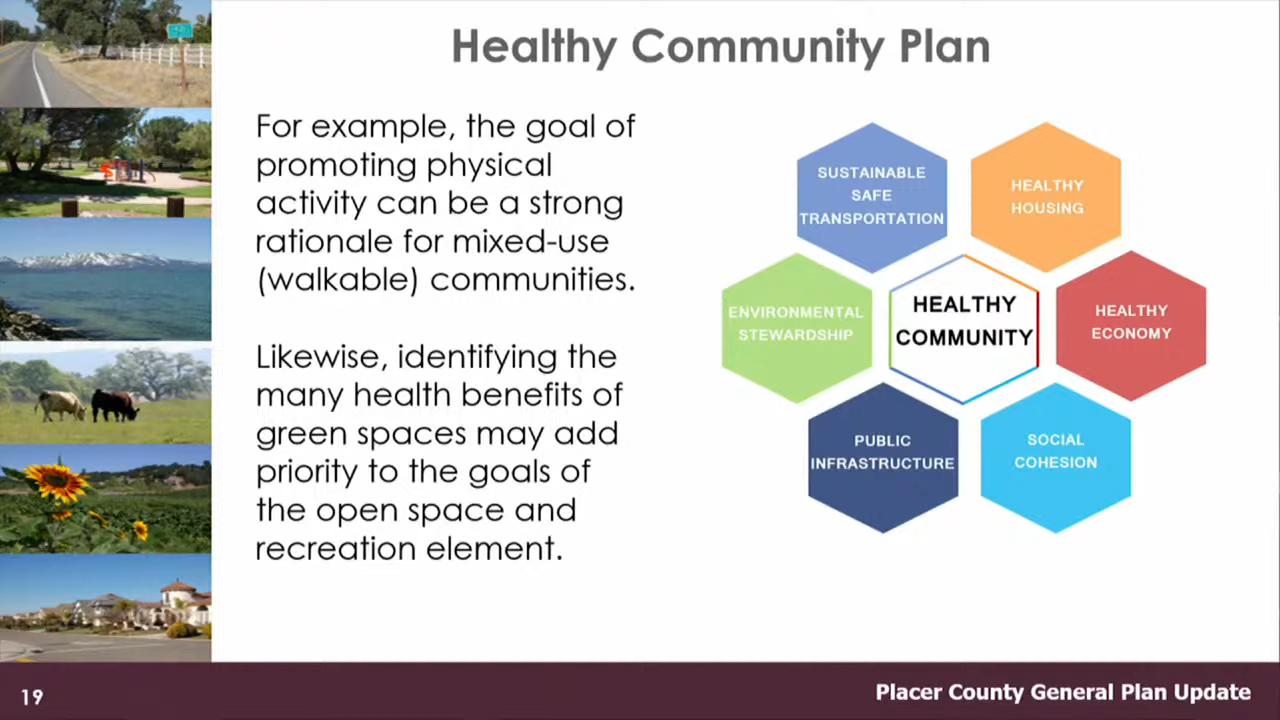 Healthy Community Plan
For example, the goal of
promoting physical
activity can be a strong
rationale for mixed-use
(walkable) communities.
Likewise, identifying the
many health benefits of
green spaces may add
priority to the goals of
the open space and
recreation element.
SUSTAINABLE
SAFE
TRANSPORTATION
HEALTHY
HOUSING
ENVIRONMENTAL
STEWARDSHIP
HEALTHY
COMMUNITY
HEALTHY
ECONOMY
PUBLIC
INFRASTRUCTURE
SOCIAL
COHESION
19
Placer County General Plan Update